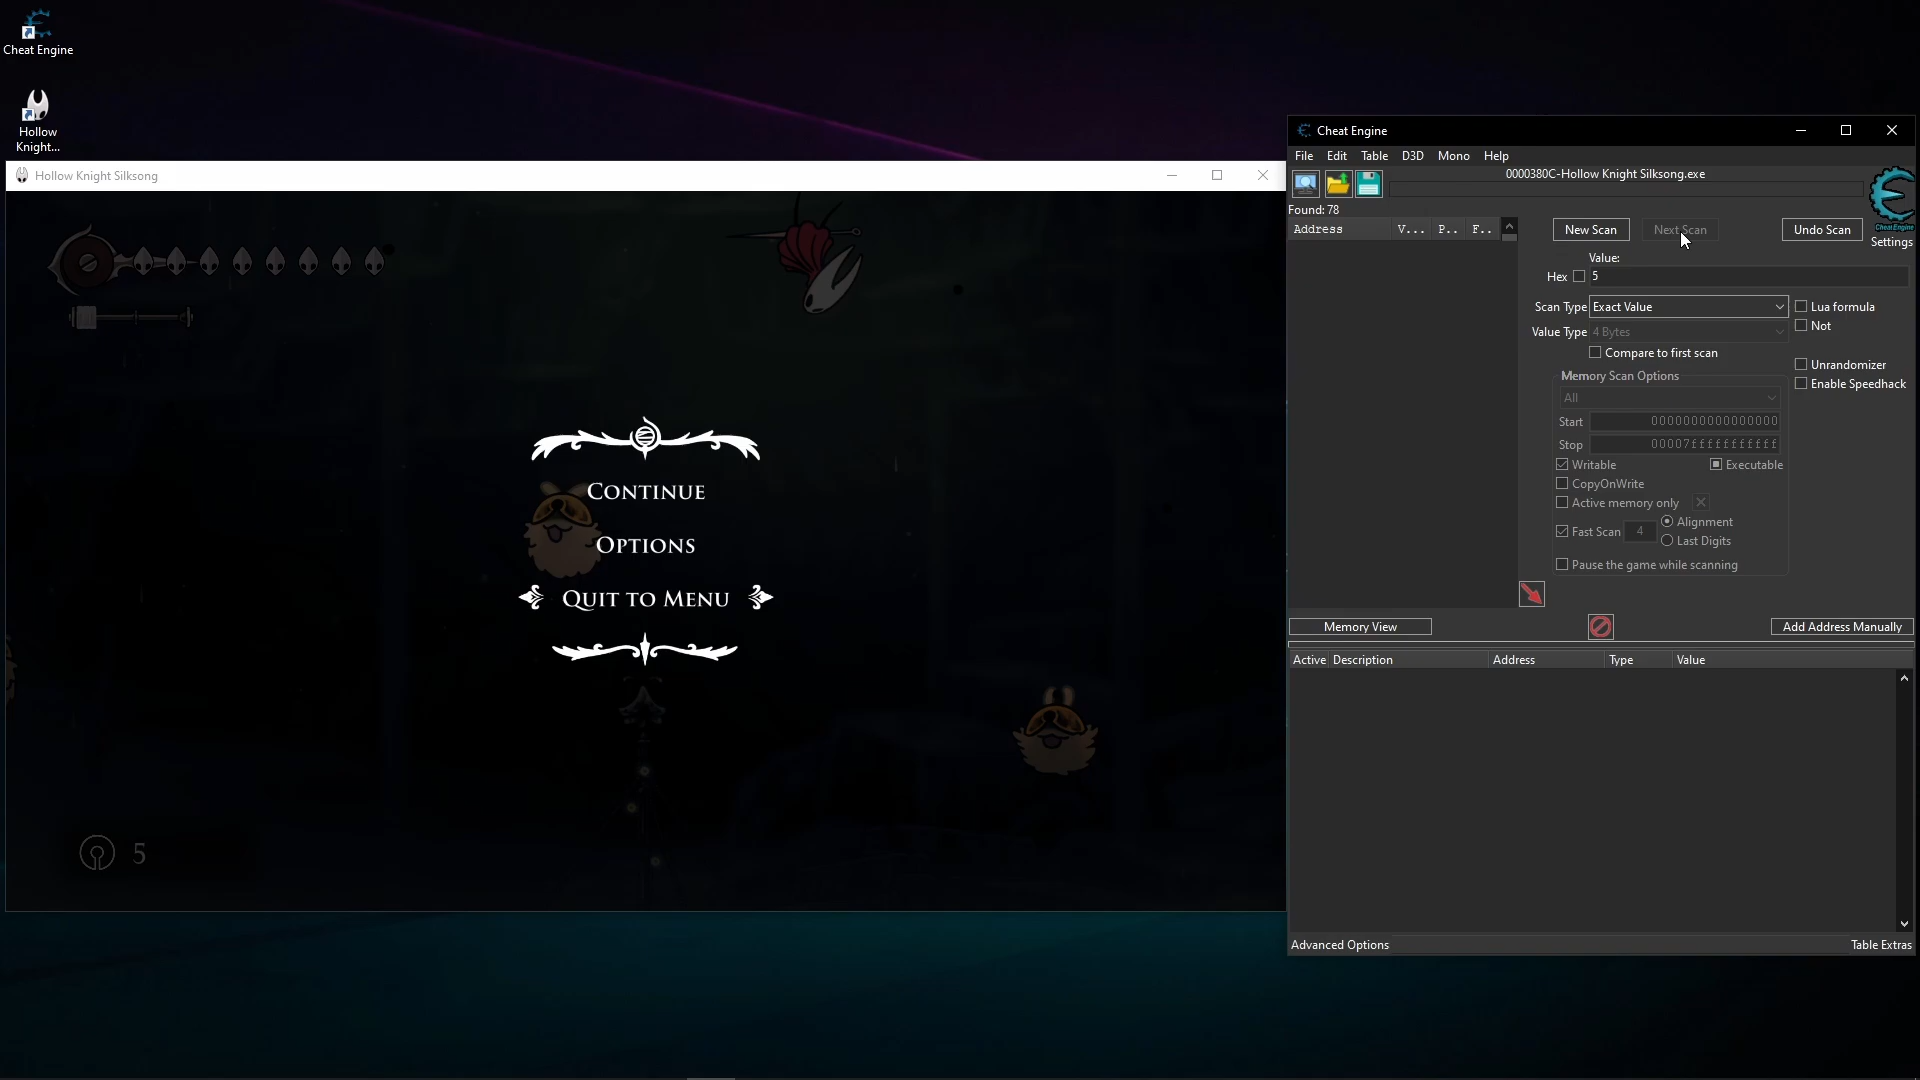 Cheat Engine
Hollow
Knight...
Hollow Knight Silksong
5
CONTINUE
OPTIONS
QUIT TO MENU
Cheat Engine
File Edit Table D3D Mono Help
0000380C-Hollow Knight Silksong.exe
Found: 78
Address V... P.. F..
New Scan Next Scan Undo Scan
Cheat Engine
Settings
Value:
Hex 5
Scan Type Exact Value Lua formula
Not
Value Type 4 Bytes
Compare to first scan
Unrandomizer
Memory Scan Options
Enable Speedhack
All
Start 0000000000000000
Stop 00007fffffffffff
Writable Executable
CopyOnWrite
Active memory only
Fast Scan 4 Alignment
Last Digits
Pause the game while scanning
Memory View Add Address Manually
Active Description Address Type Value
Advanced Options Table Extras